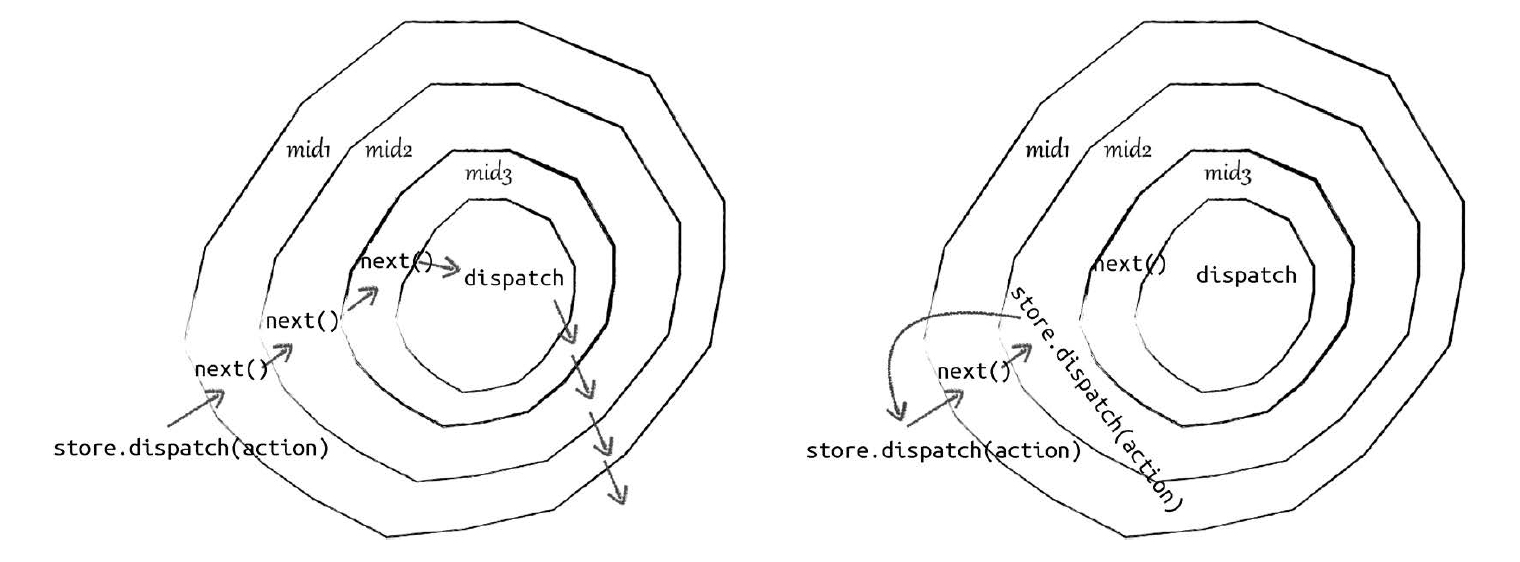 mid1
mid2
mid3
next()
dispatch
next()
next()
store.dispatch(action)
mid1
mid2
mid3
next()
dispatch
store.dispatch(action)
next()
store.dispatch(action)